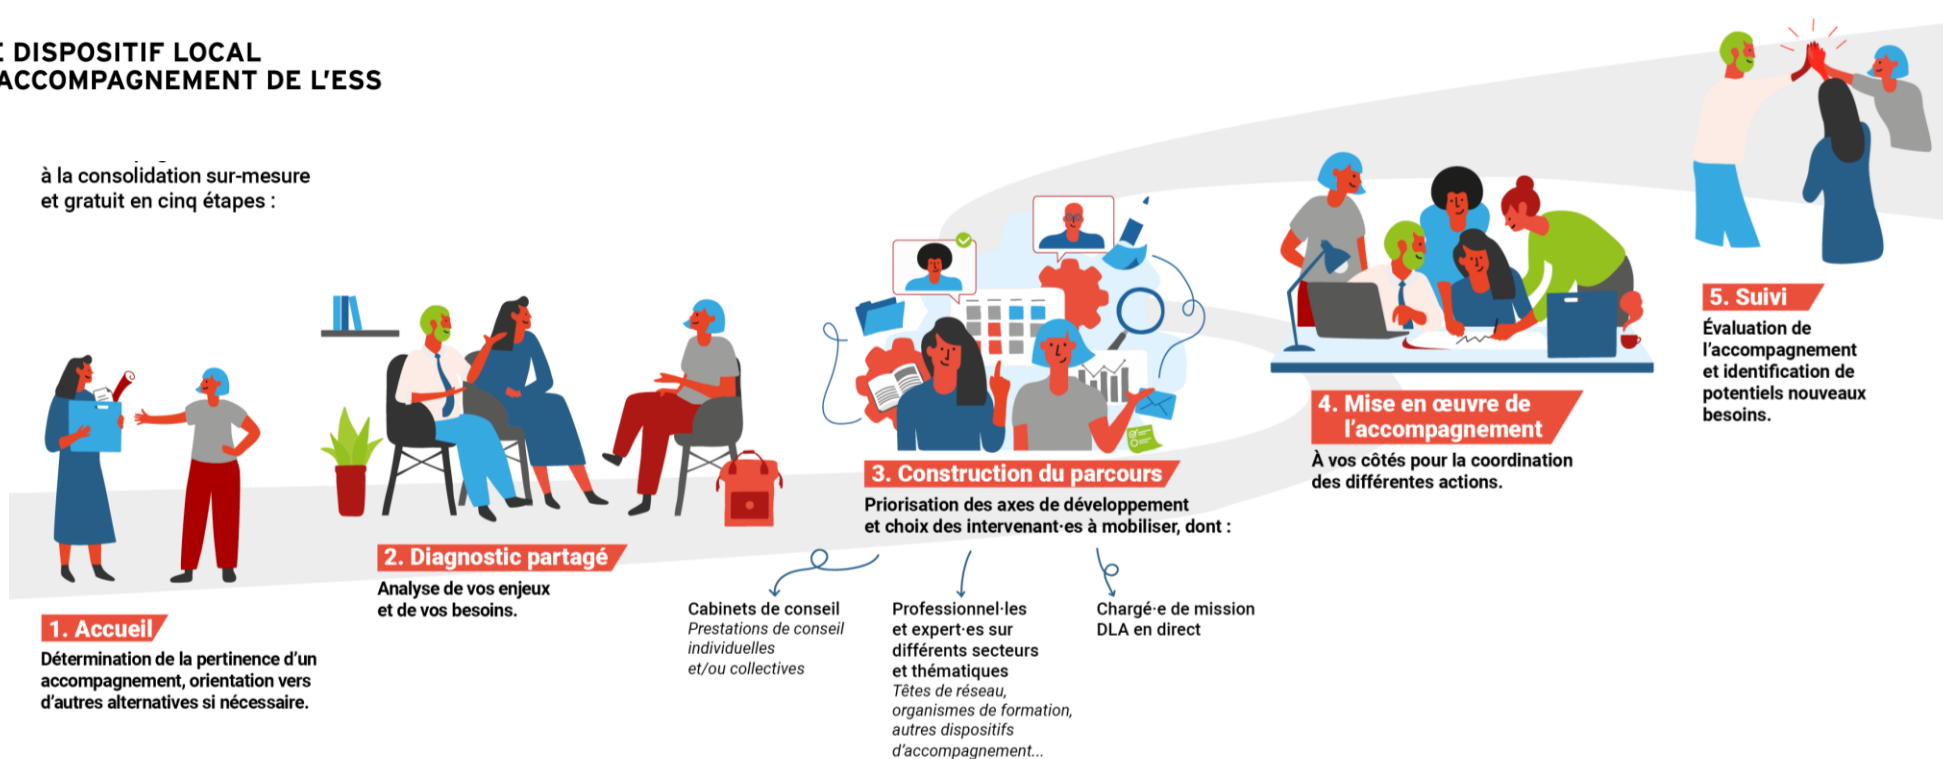 DISPOSITIF LOCAL
ACCOMPAGNEMENT DE L'ESS
à la consolidation sur-mesure
et gratuit en cinq étapes :
1. Accueil
Détermination de la pertinence d'un
accompagnement, orientation vers
d'autres alternatives si nécessaire.
2. Diagnostic partagé
Analyse de vos enjeux
et de vos besoins.
3. Construction du parcours
Priorisation des axes de développement
et choix des intervenant·es à mobiliser, dont :
Cabinets de conseil
Prestations de conseil
individuelles
et/ou collectives
Professionnel·les
et expert·es sur
différents secteurs
et thématiques
Têtes de réseau,
organismes de formation,
autres dispositifs
d'accompagnement...
Chargé·e de mission
DLA en direct
4. Mise en œuvre de
l'accompagnement
À vos côtés pour la coordination
des différentes actions.
5. Suivi
Évaluation de
l'accompagnement
et identification de
potentiels nouveaux
besoins.